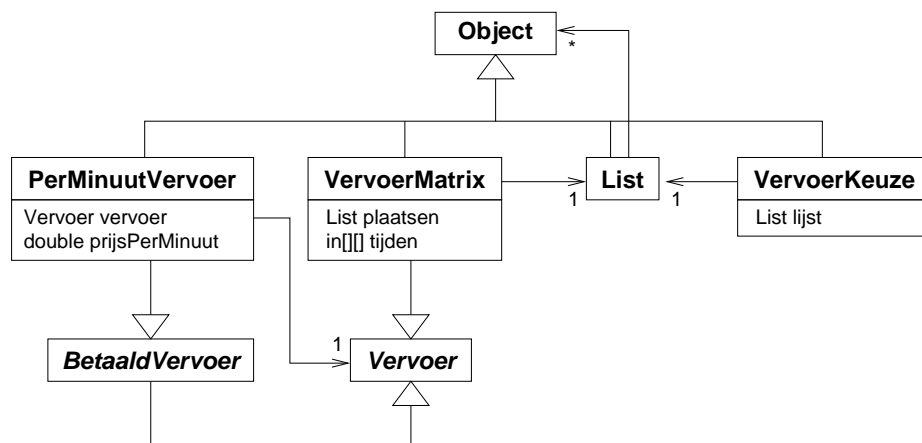 Object
*
PerMinuutVervoer
Vervoer vervoer
double prijsPerMinuut
VervoerMatrix
List plaatsen
in[][] tijden
1
List
1
VervoerKeuze
List lijst
BetaaldVervoer
1
Vervoer